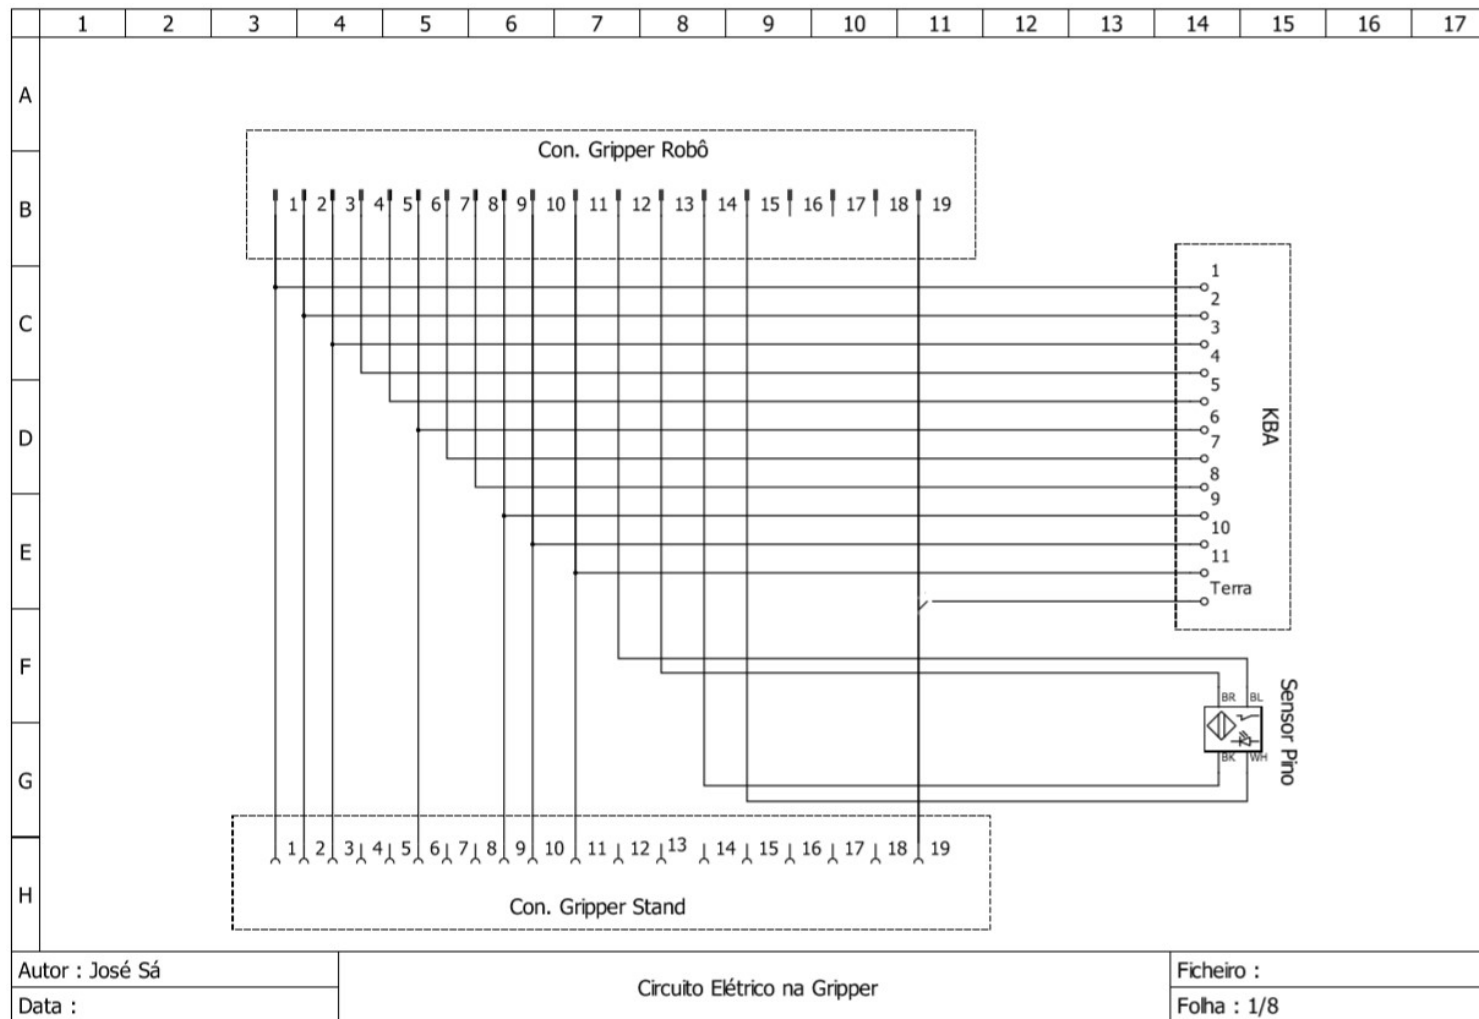 1 2 3 4 5 6 7 8 9 10 11 12 13 14 15 16 17
A
Con. Gripper Robô
B
1 2 3 4 5 6 7 8 9 10 11 12 13 14 15 16 17 18 19
1
2
C
3
4
5
D
6
KBA
7
8
9
E
10
11
Terra
F
Sensor Pino
BR BL
G
BK WH
1 2 3 4 5 6 7 8 9 10 11 12 13 14 15 16 17 18 19
H
Con. Gripper Stand
Autor : José Sá
Data :
Circuito Elétrico na Gripper
Ficheiro :
Folha : 1/8